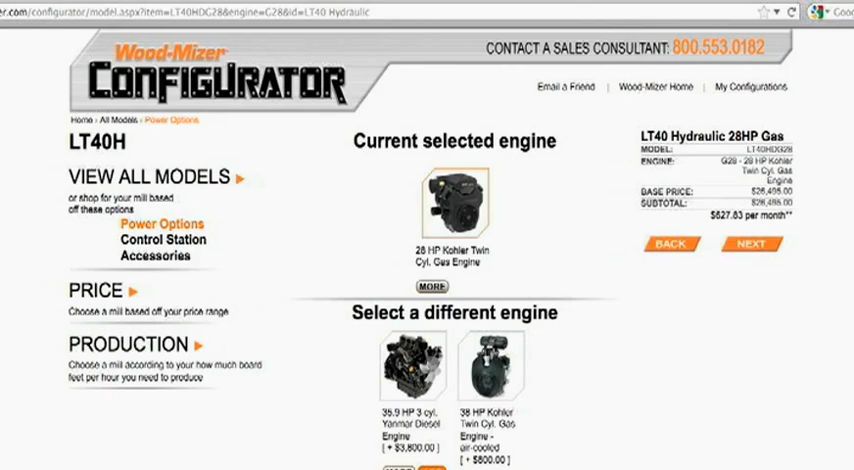 er.com/configurator/model.aspx?item=LT40HDG28&engine=G28&id=LT40 Hydraulic
Goo
Wood-Mizer
CONFIGURATOR
CONTACT A SALES CONSULTANT: 800.553.0182
Email a Friend | Wood-Mizer Home | My Configurations
Home › All Models › Power Options
LT40H
VIEW ALL MODELS
or shop for your mill based
off these options
Power Options
Control Station
Accessories
PRICE
Choose a mill based off your price range
PRODUCTION
Choose a mill according to your how much board
feet per hour you need to produce
Current selected engine
28 HP Kohler Twin
Cyl. Gas Engine
MORE
Select a different engine
35.9 HP 3 cyl.
Yanmar Diesel
Engine
[ + $3,800.00 ]
38 HP Kohler
Twin Cyl. Gas
Engine -
air-cooled
[ + $800.00 ]
LT40 Hydraulic 28HP Gas
MODEL: LT40HDG28
ENGINE: G28 - 28 HP Kohler
Twin Cyl. Gas
Engine
BASE PRICE: $26,495.00
SUBTOTAL: $26,495.00
$527.83 per month**
BACK NEXT